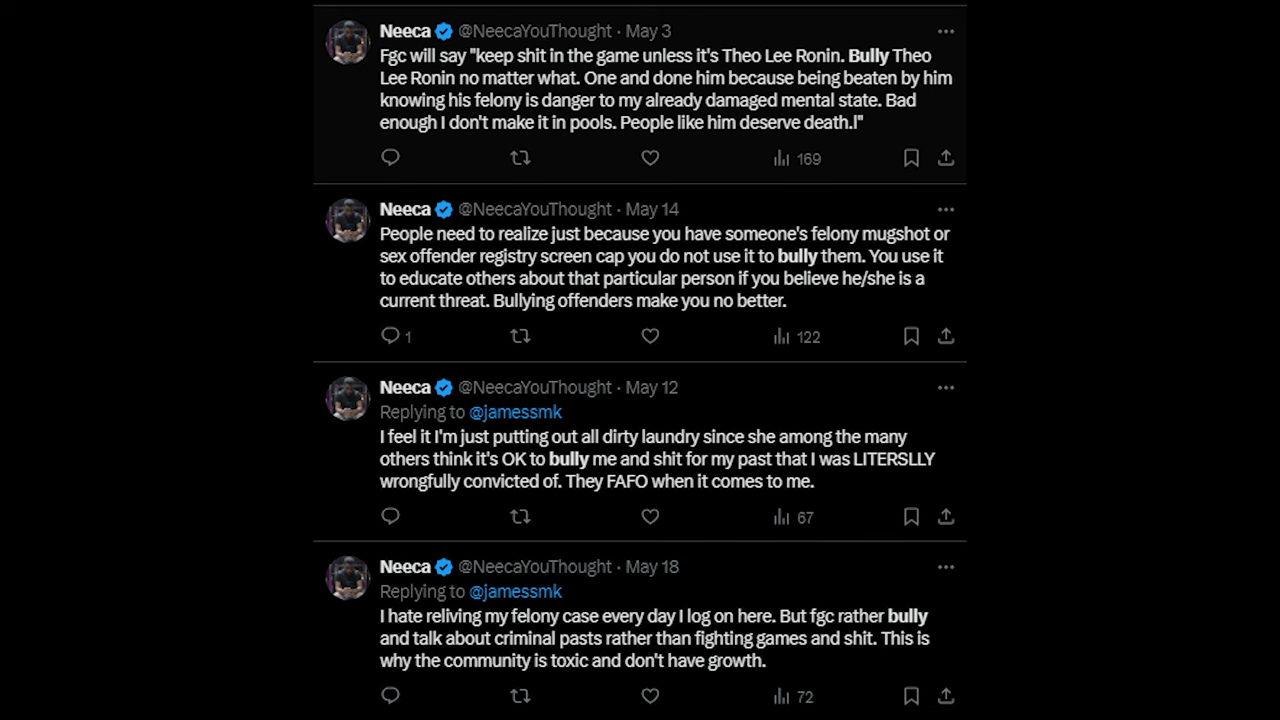 Neeca @NeecaYouThought · May 3
Fgc will say "keep shit in the game unless it's Theo Lee Ronin. Bully Theo
Lee Ronin no matter what. One and done him because being beaten by him
knowing his felony is danger to my already damaged mental state. Bad
enough I don't make it in pools. People like him deserve death.I"
169
Neeca @NeecaYouThought · May 14
People need to realize just because you have someone's felony mugshot or
sex offender registry screen cap you do not use it to bully them. You use it
to educate others about that particular person if you believe he/she is a
current threat. Bullying offenders make you no better.
1 122
Neeca @NeecaYouThought · May 12
Replying to @jamessmk
I feel it I'm just putting out all dirty laundry since she among the many
others think it's OK to bully me and shit for my past that I was LITERSLLY
wrongfully convicted of. They FAFO when it comes to me.
67
Neeca @NeecaYouThought · May 18
Replying to @jamessmk
I hate reliving my felony case every day I log on here. But fgc rather bully
and talk about criminal pasts rather than fighting games and shit. This is
why the community is toxic and don't have growth.
72